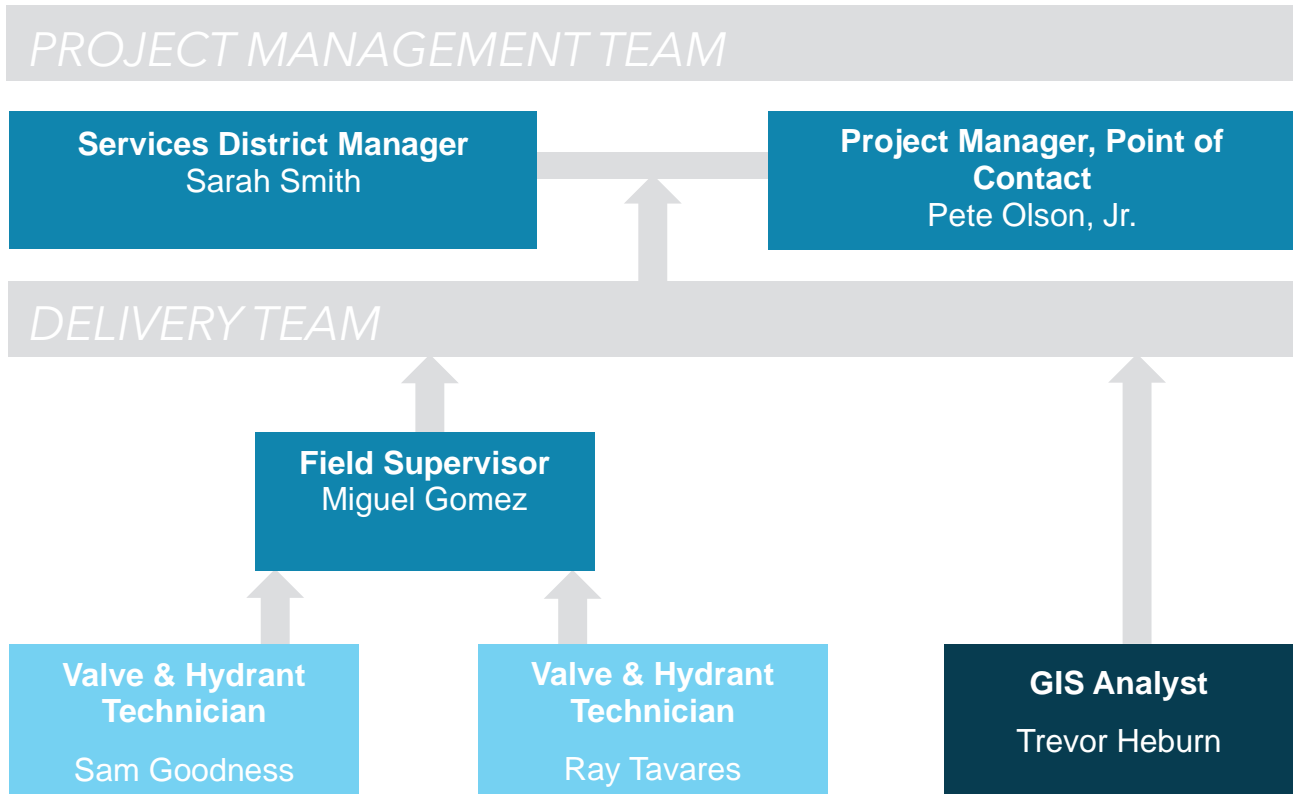 PROJECT MANAGEMENT TEAM
Services District Manager
Sarah Smith
Project Manager, Point of
Contact
Pete Olson, Jr.
DELIVERY TEAM
Field Supervisor
Miguel Gomez
Valve & Hydrant
Technician
Sam Goodness
Valve & Hydrant
Technician
Ray Tavares
GIS Analyst
Trevor Heburn